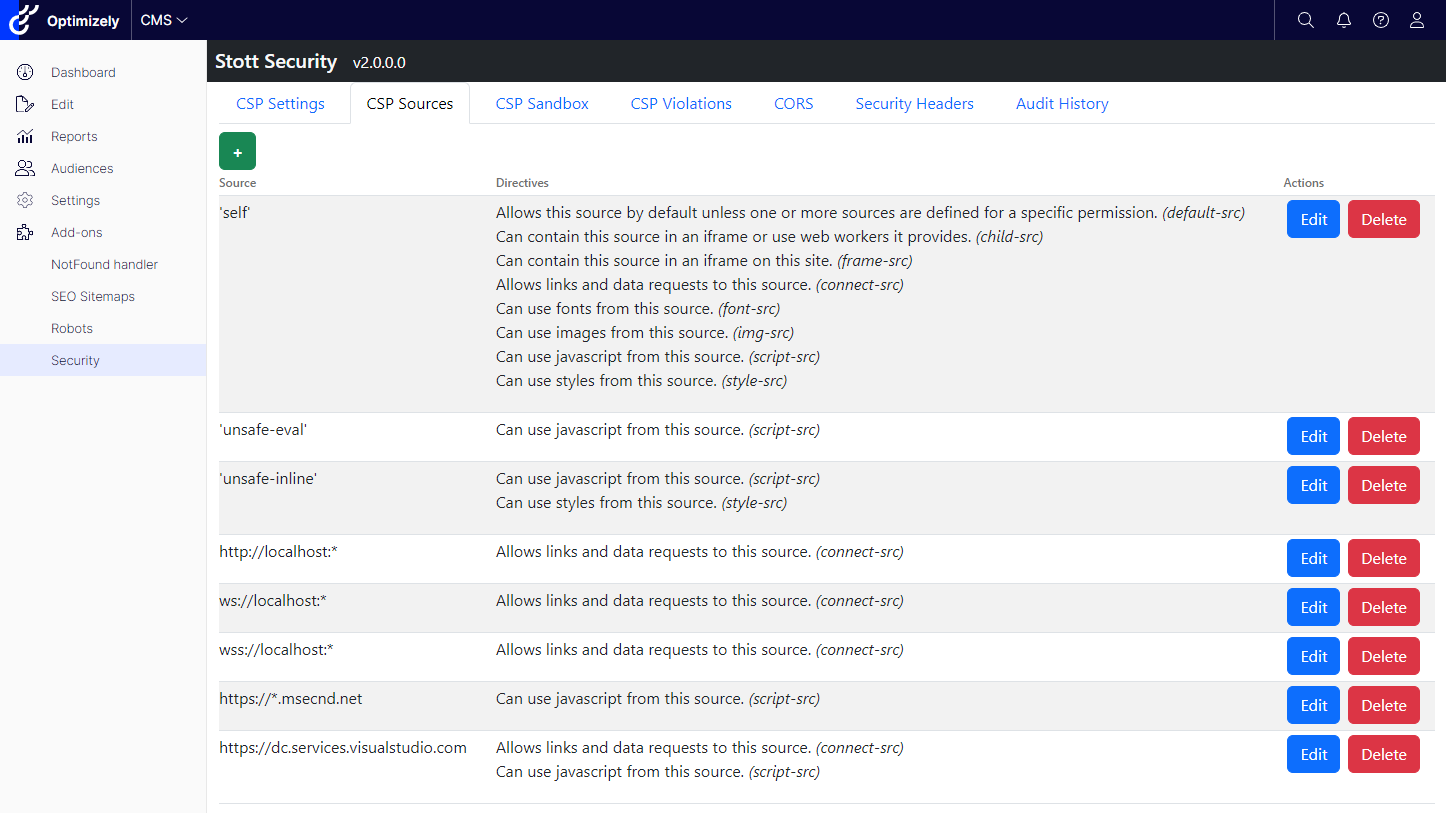 Optimizely CMS
Stott Security v2.0.0.0
Dashboard
Edit
Reports
Audiences
Settings
Add-ons
NotFound handler
SEO Sitemaps
Robots
Security
CSP Settings CSP Sources CSP Sandbox CSP Violations CORS Security Headers Audit History
+
Source Directives Actions
'self' Allows this source by default unless one or more sources are defined for a specific permission. (default-src) Edit Delete
Can contain this source in an iframe or use web workers it provides. (child-src)
Can contain this source in an iframe on this site. (frame-src)
Allows links and data requests to this source. (connect-src)
Can use fonts from this source. (font-src)
Can use images from this source. (img-src)
Can use javascript from this source. (script-src)
Can use styles from this source. (style-src)
'unsafe-eval' Can use javascript from this source. (script-src) Edit Delete
'unsafe-inline' Can use javascript from this source. (script-src) Edit Delete
Can use styles from this source. (style-src)
http://localhost:* Allows links and data requests to this source. (connect-src) Edit Delete
ws://localhost:* Allows links and data requests to this source. (connect-src) Edit Delete
wss://localhost:* Allows links and data requests to this source. (connect-src) Edit Delete
https://*.msecnd.net Can use javascript from this source. (script-src) Edit Delete
https://dc.services.visualstudio.com Allows links and data requests to this source. (connect-src) Edit Delete
Can use javascript from this source. (script-src)